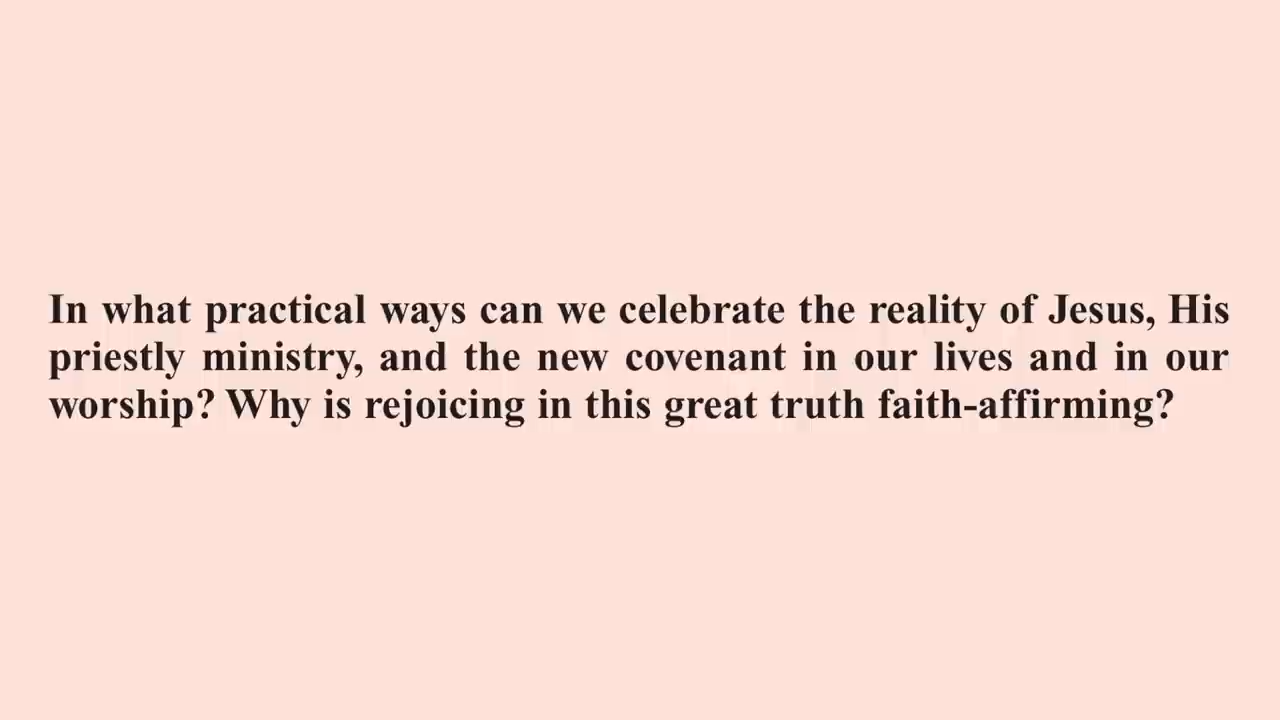 In what practical ways can we celebrate the reality of Jesus, His
priestly ministry, and the new covenant in our lives and in our
worship? Why is rejoicing in this great truth faith-affirming?